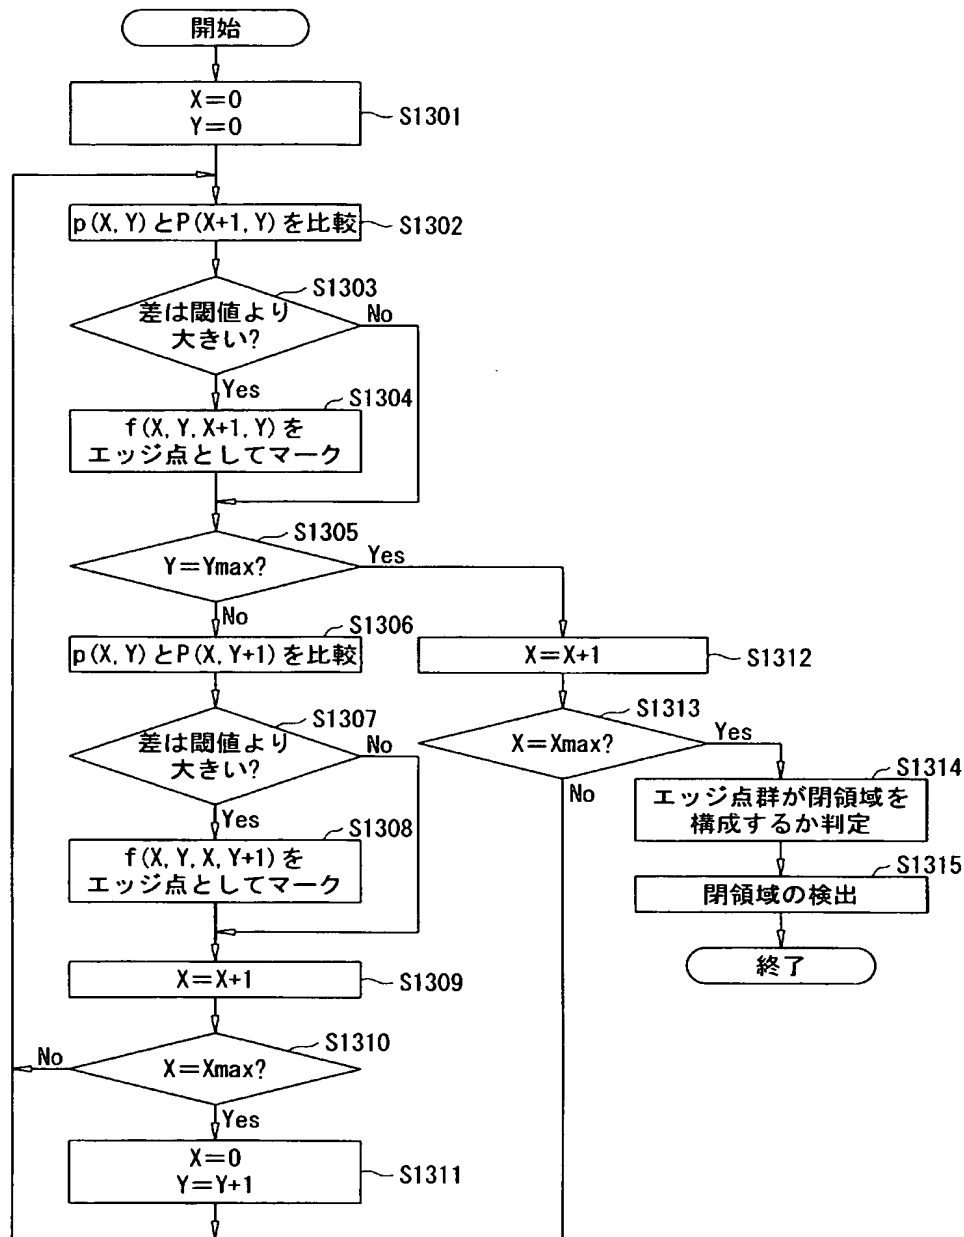 開始
X=0
Y=0
S1301
p(X,Y)とP(X+1,Y)を比較
S1302
S1303
差は閾値より
大きい?
No
Yes
S1304
f(X,Y,X+1,Y)を
エッジ点としてマーク
S1305
Y=Ymax?
Yes
No
S1306
p(X,Y)とP(X,Y+1)を比較
X=X+1
S1312
S1307
差は閾値より
大きい?
No
S1313
X=Xmax?
Yes
No
Yes
S1308
f(X,Y,X,Y+1)を
エッジ点としてマーク
S1314
エッジ点群が閉領域を
構成するか判定
S1315
閉領域の検出
終了
X=X+1
S1309
S1310
No
X=Xmax?
Yes
X=0
Y=Y+1
S1311